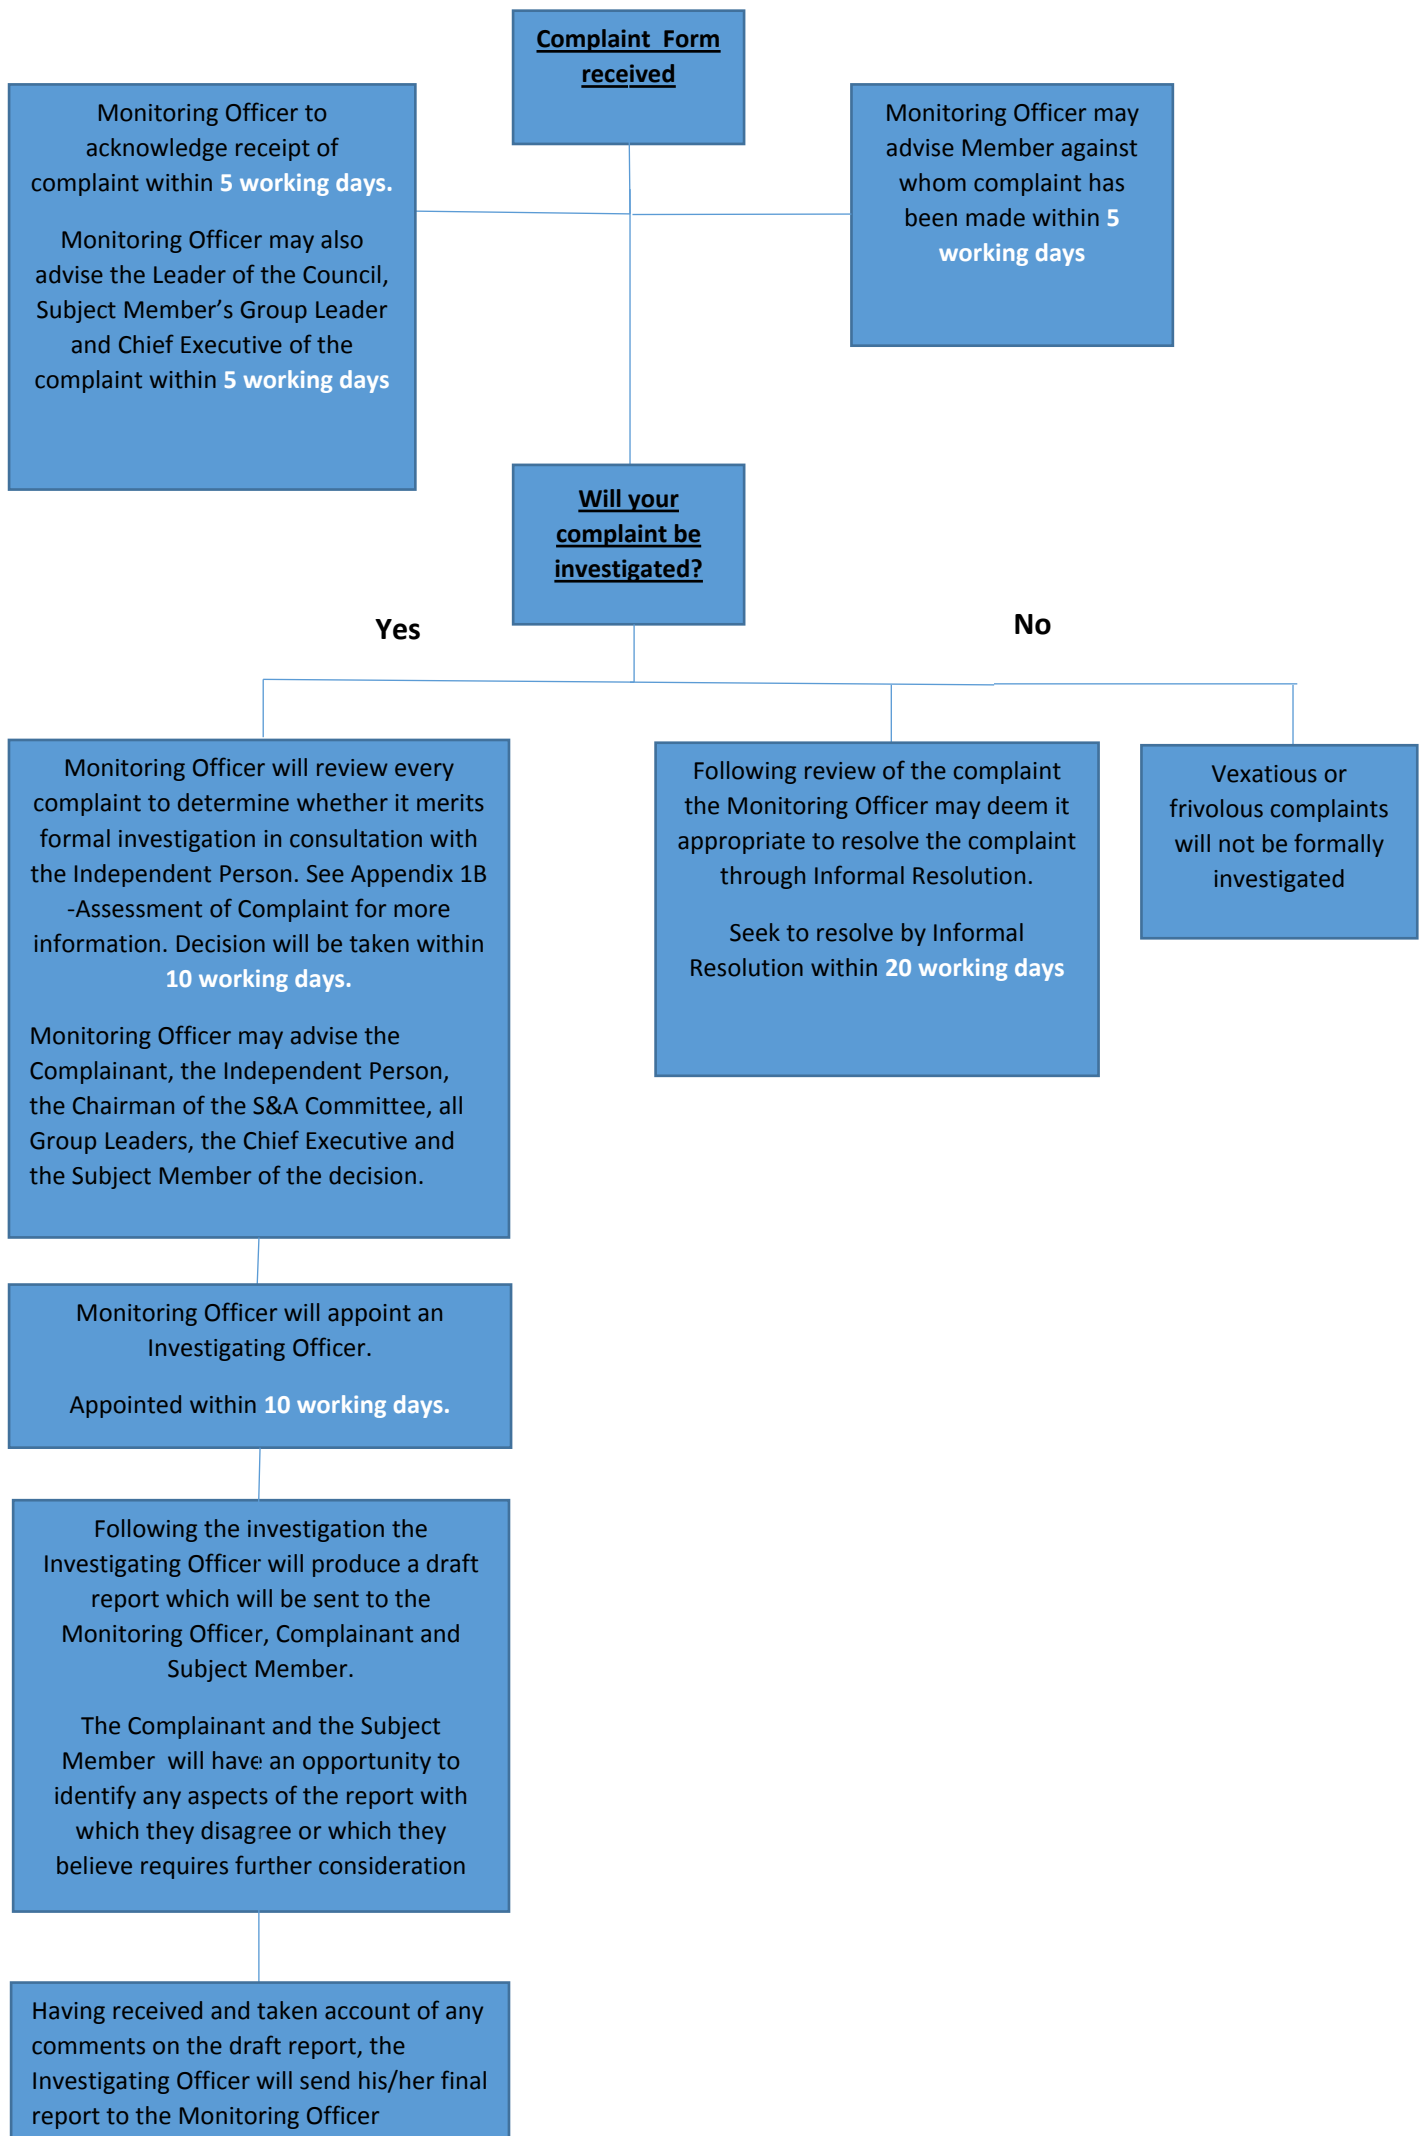 Complaint  Form
received
Monitoring Officer to
acknowledge receipt of
complaint within 5 working days.
Monitoring Officer may also
advise the Leader of the Council,
Subject Member’s Group Leader
and Chief Executive of the
complaint within 5 working days
Monitoring Officer may
advise Member against
whom complaint has
been made within 5
working days
Will your
complaint be
investigated?
Yes
No
Monitoring Officer will review every
complaint to determine whether it merits
formal investigation in consultation with
the Independent Person. See Appendix 1B
-Assessment of Complaint for more
information. Decision will be taken within
10 working days.
Monitoring Officer may advise the
Complainant, the Independent Person,
the Chairman of the S&A Committee, all
Group Leaders, the Chief Executive and
the Subject Member of the decision.
Following review of the complaint
the Monitoring Officer may deem it
appropriate to resolve the complaint
through Informal Resolution.
Seek to resolve by Informal
Resolution within 20 working days
Vexatious or
frivolous complaints
will not be formally
investigated
Monitoring Officer will appoint an
Investigating Officer.
Appointed within 10 working days.
Following the investigation the
Investigating Officer will produce a draft
report which will be sent to the
Monitoring Officer, Complainant and
Subject Member.
The Complainant and the Subject
Member  will have an opportunity to
identify any aspects of the report with
which they disagree or which they
believe requires further consideration
Having received and taken account of any
comments on the draft report, the
Investigating Officer will send his/her final
report to the Monitoring Officer